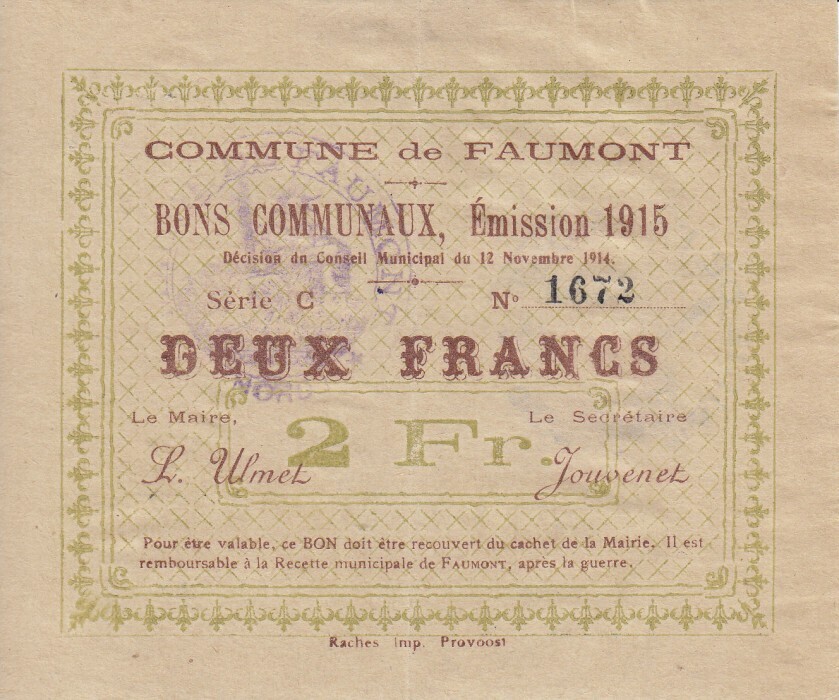 COMMUNE de FAUMONT
BONS COMMUNAUX, Émission 1915
Décision du Conseil Municipal du 12 Novembre 1914.
Série C N° 1672
DEUX FRANCS
Le Maire, Le Secrétaire
2 Fr.
L. Ulmet Jouvenet
Pour être valable, ce BON doit être recouvert du cachet de la Mairie. Il est
remboursable à la Recette municipale de FAUMONT, après la guerre.
Raches Imp. Provoost
FAUMONT
NORD